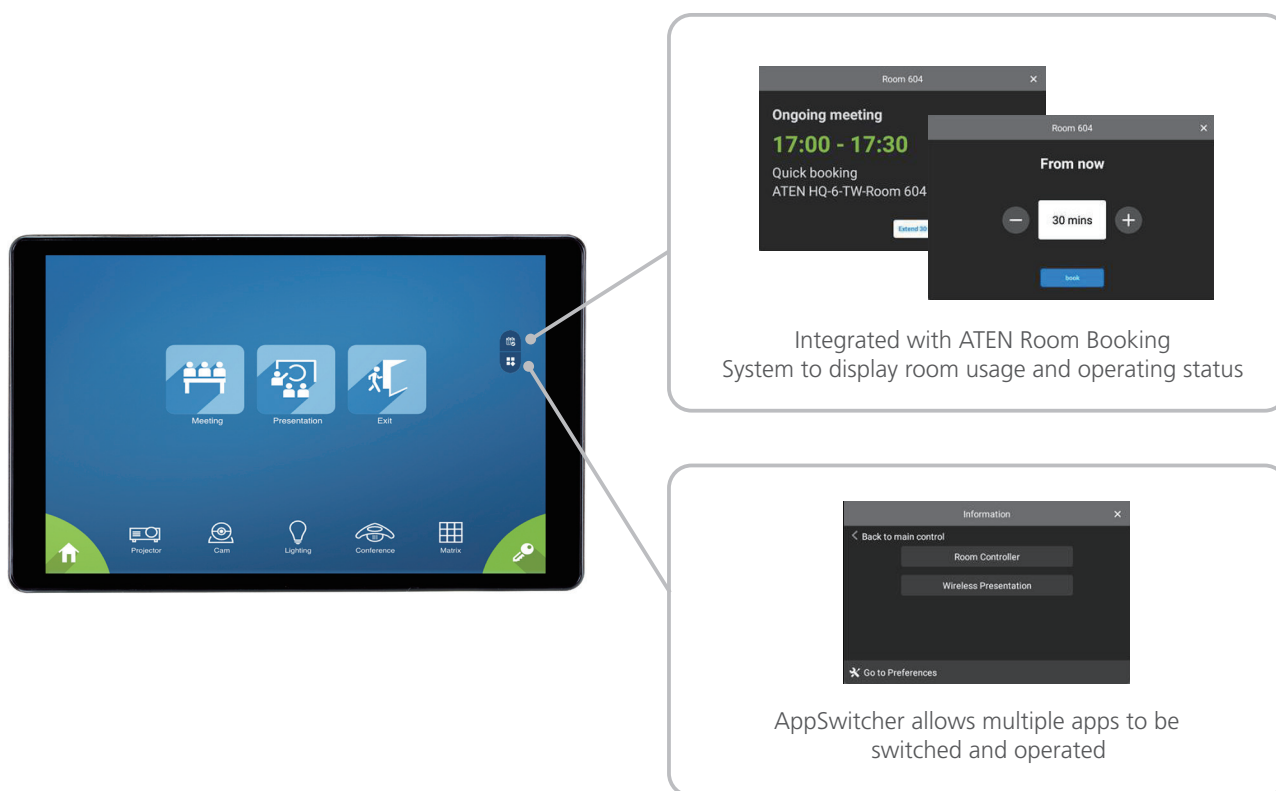 Room 604
Ongoing meeting
17:00 - 17:30
Quick booking
ATEN HQ-6-TW-Room 604
Extend 30
Room 604
From now
30 mins
book
Integrated with ATEN Room Booking
System to display room usage and operating status
Meeting
Presentation
Exit
Projector
Cam
Lighting
Conference
Matrix
Information
Back to main control
Room Controller
Wireless Presentation
Go to Preferences
AppSwitcher allows multiple apps to be
switched and operated